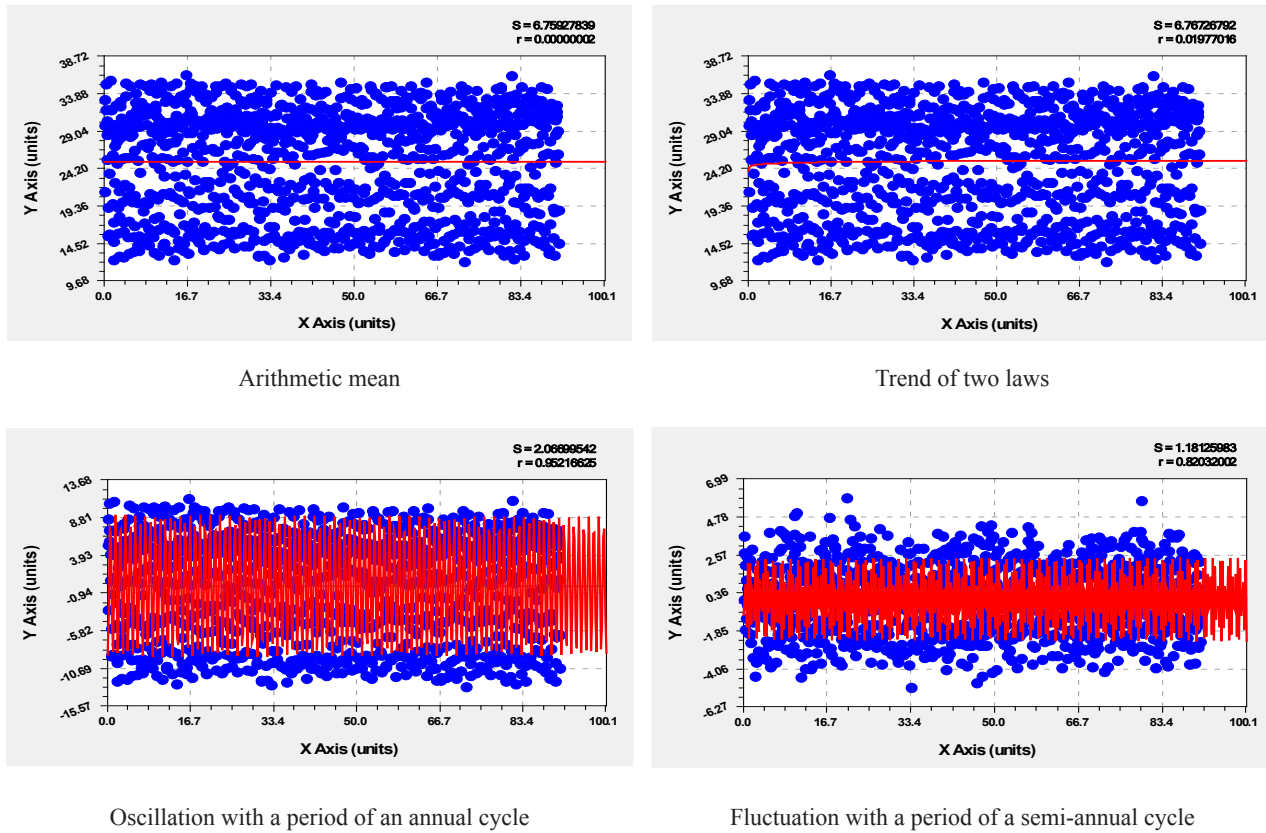 S = 6.75927839
r = 0.00000002
38.72
33.88
29.04
24.20
19.36
14.52
9.68
Y Axis (units)
0.0 16.7 33.4 50.0 66.7 83.4 100.1
X Axis (units)
Arithmetic mean
S = 6.76726792
r = 0.01977016
38.72
33.88
29.04
24.20
19.36
14.52
9.68
Y Axis (units)
0.0 16.7 33.4 50.0 66.7 83.4 100.1
X Axis (units)
Trend of two laws
S = 2.06699542
r = 0.95216625
13.68
8.81
3.93
-0.94
-5.82
-10.69
-15.57
Y Axis (units)
0.0 16.7 33.4 50.0 66.7 83.4 100.1
X Axis (units)
Oscillation with a period of an annual cycle
S = 1.18125983
r = 0.82032002
6.99
4.78
2.57
0.36
-1.85
-4.06
-6.27
Y Axis (units)
0.0 16.7 33.4 50.0 66.7 83.4 100.1
X Axis (units)
Fluctuation with a period of a semi-annual cycle